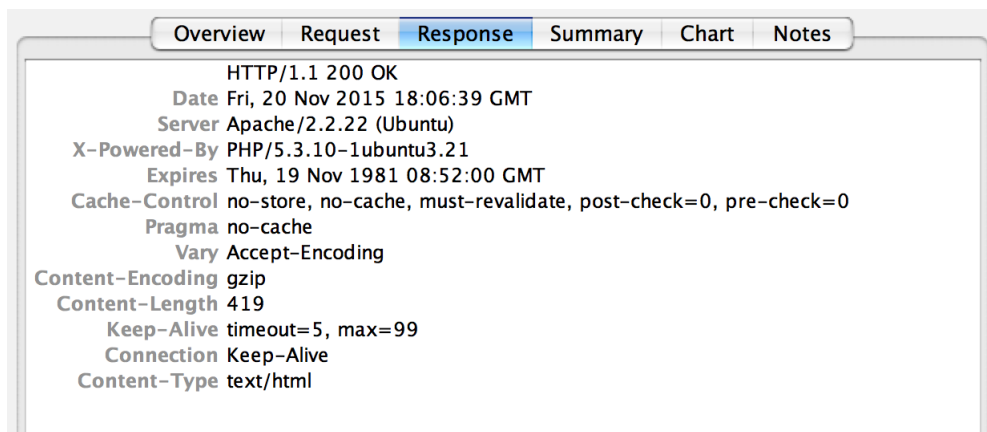 Overview Request Response Summary Chart Notes
HTTP/1.1 200 OK
Date Fri, 20 Nov 2015 18:06:39 GMT
Server Apache/2.2.22 (Ubuntu)
X-Powered-By PHP/5.3.10-1ubuntu3.21
Expires Thu, 19 Nov 1981 08:52:00 GMT
Cache-Control no-store, no-cache, must-revalidate, post-check=0, pre-check=0
Pragma no-cache
Vary Accept-Encoding
Content-Encoding gzip
Content-Length 419
Keep-Alive timeout=5, max=99
Connection Keep-Alive
Content-Type text/html